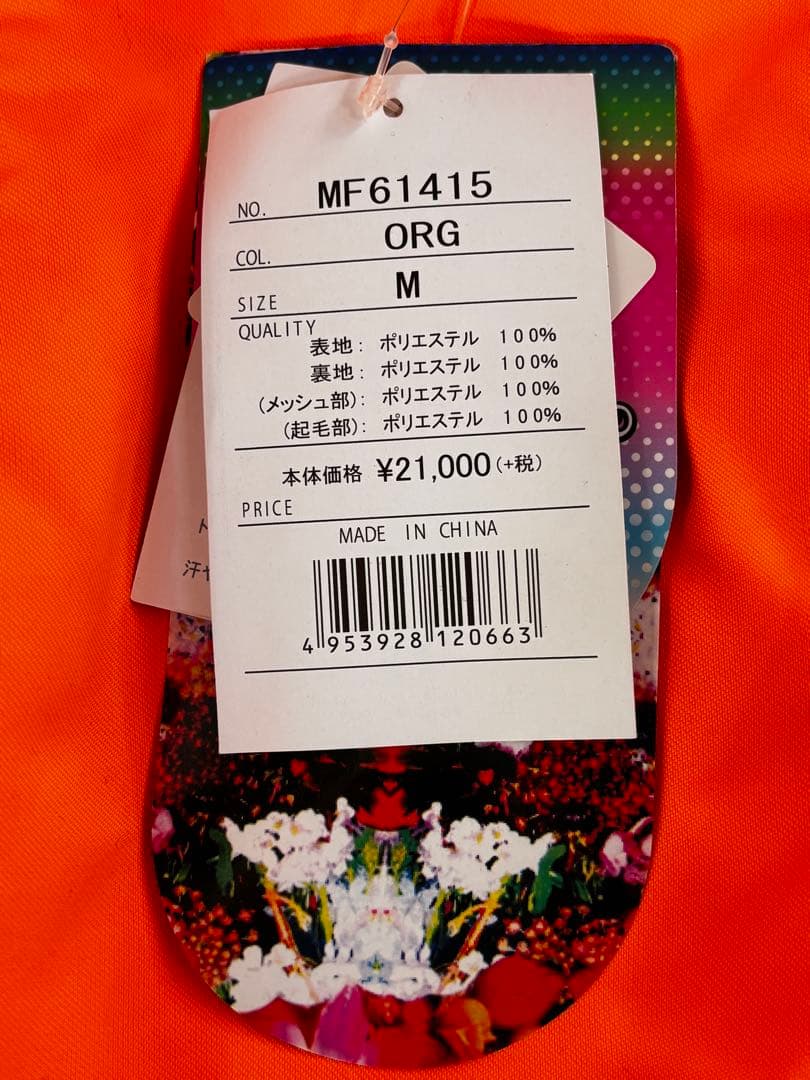 NO. MF61415
COL. ORG
SIZE M
QUALITY
表地: ポリエステル 100%
裏地: ポリエステル 100%
(メッシュ部): ポリエステル 100%
(起毛部): ポリエステル 100%
本体価格 ¥21,000(+税)
PRICE
MADE IN CHINA
4 953928 120663
汗